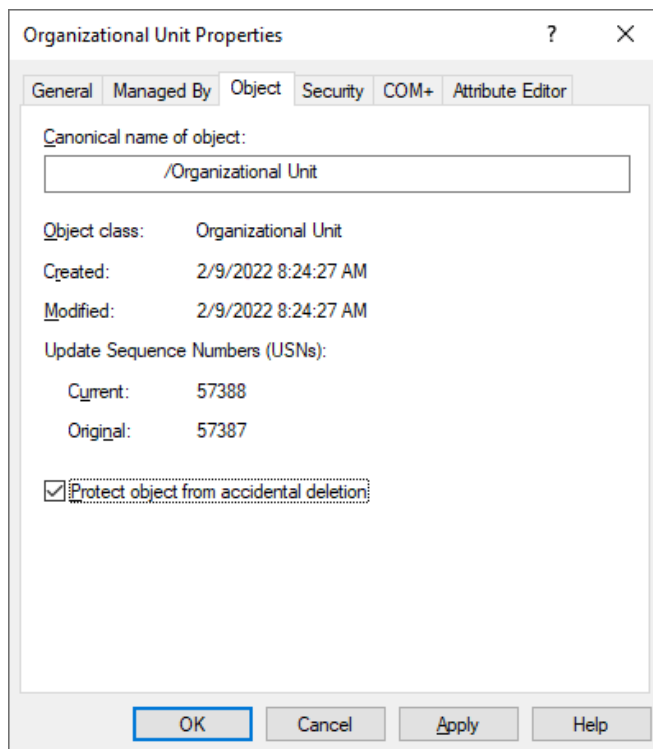 Organizational Unit Properties ? X
General Managed By Object Security COM+ Attribute Editor
Canonical name of object:
/Organizational Unit
Object class: Organizational Unit
Created: 2/9/2022 8:24:27 AM
Modified: 2/9/2022 8:24:27 AM
Update Sequence Numbers (USNs):
Current: 57388
Original: 57387
Protect object from accidental deletion
OK Cancel Apply Help